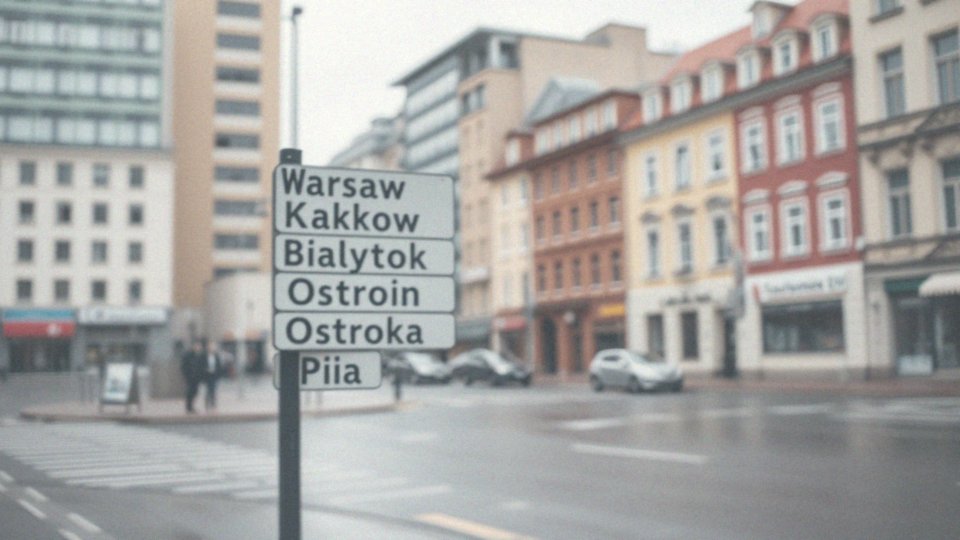 Warsaw
Kakkow
Bialytok
Ostroin
Ostroka
Piia